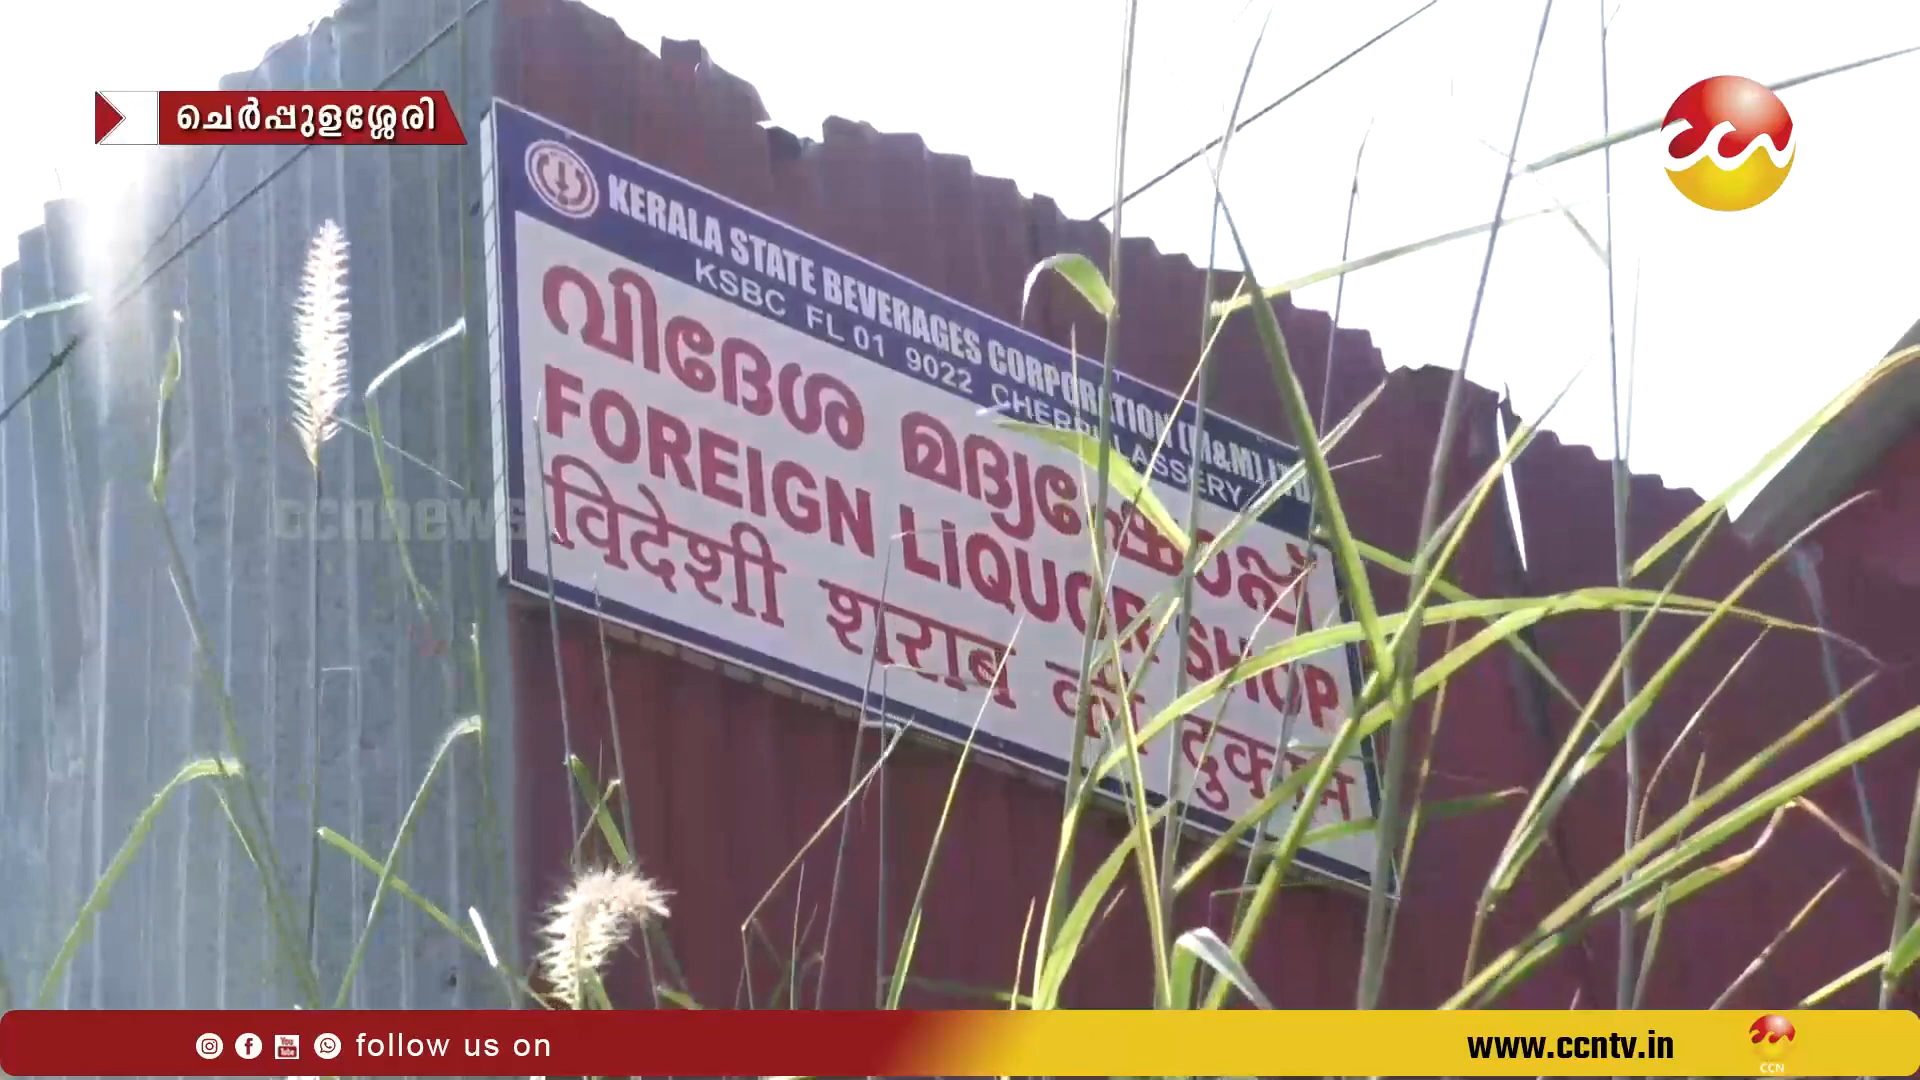 ചെർപ്പുളശ്ശേരി
ccn
KERALA STATE BEVERAGES CORPORATION (M&M) LTD
KSBC FL 01 9022 CHERPULASSERY
വിദേശ മദ്യഷോപ്പ്
FOREIGN LIQUOR SHOP
विदेशी शराब की दुकान
ccnnews
follow us on
www.ccntv.in
CCN